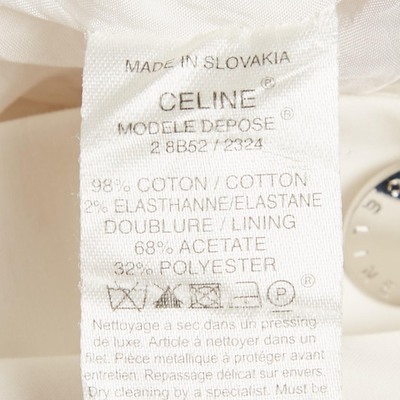 MADE IN SLOVAKIA
CELINE®
MODELE DEPOSE®
2 8B52 / 2324
98% COTON / COTTON
2% ELASTHANNE/ELASTANE
DOUBLURE / LINING
68% ACETATE
32% POLYESTER
P ®
Nettoyage a sec dans un pressing
de luxe. Article à nettoyer dans un
filet. Pièce metallique à protéger avant
entretien. Repassage délicat sur envers.
Dry cleaning by a specialist. Must be